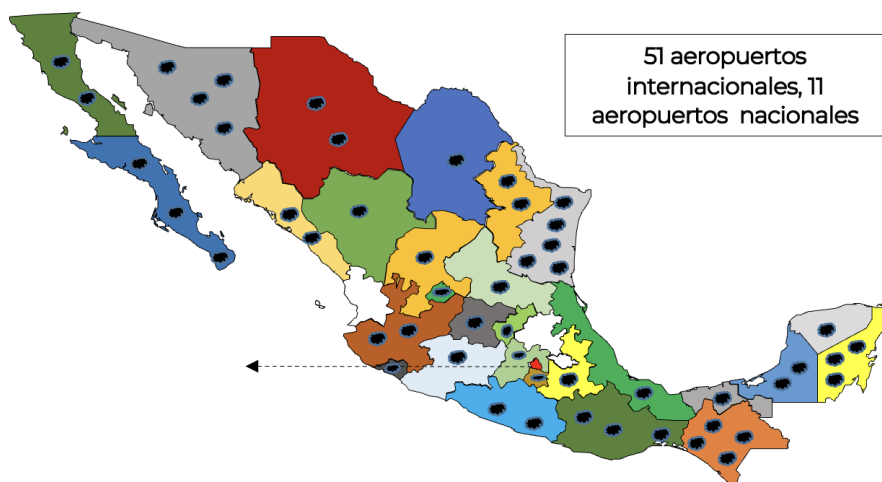 51 aeropuertos
internacionales, 11
aeropuertos nacionales